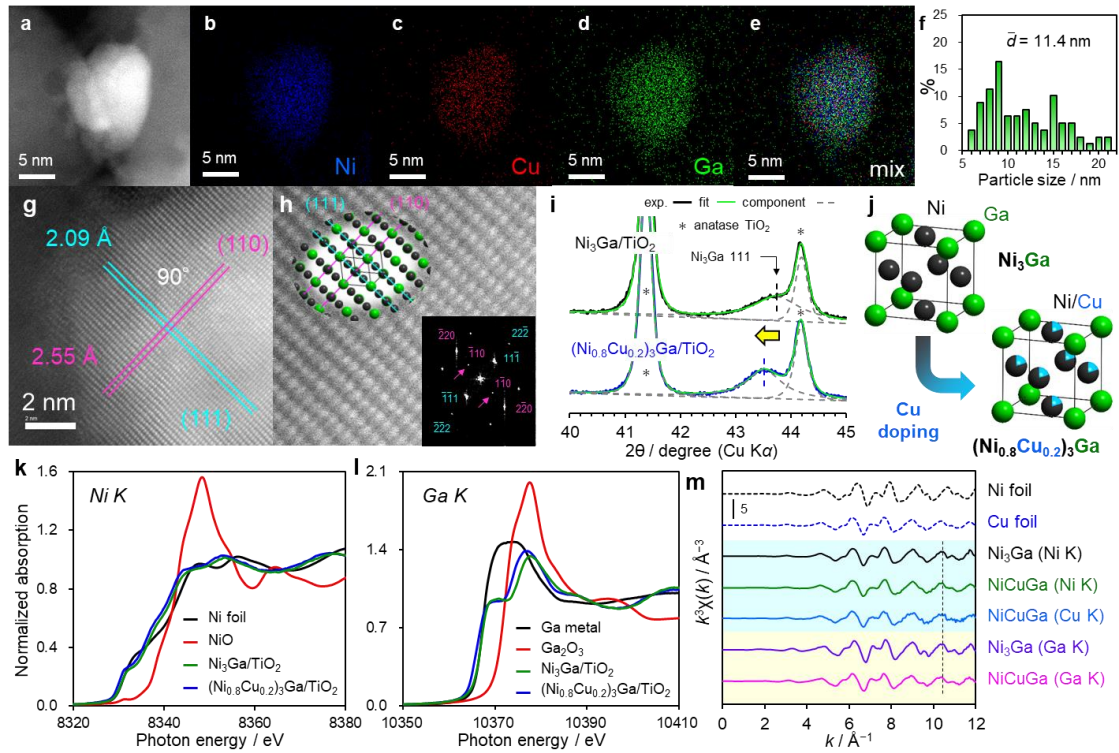 a
5 nm
b
5 nm
Ni
c
5 nm
Cu
d
5 nm
Ga
e
5 nm
mix
f
25
20
15
10
5
0
%
d̄ = 11.4 nm
5 10 15 20
Particle size / nm
g
2.09 Å
(110)
90°
2.55 Å
2 nm
(111)
h
(111)
(110)
2̄20
222̄
1̄10
111̄
11̄0
1̄1̄1
22̄0
2̄2̄2
i
exp. fit component
* anatase TiO2
Ni3Ga/TiO2
Ni3Ga 111
*
*
*
*
(Ni0.8Cu0.2)3Ga/TiO2
40 41 42 43 44 45
2θ / degree (Cu Kα)
j
Ni
Ga
Ni3Ga
Ni/Cu
Cu
doping
(Ni0.8Cu0.2)3Ga
k
Ni K
1.6
1.2
0.8
0.4
0.0
Normalized absorption
Ni foil
NiO
Ni3Ga/TiO2
(Ni0.8Cu0.2)3Ga/TiO2
8320 8340 8360 8380
Photon energy / eV
l
Ga K
2.1
1.4
0.7
0.0
Ga metal
Ga2O3
Ni3Ga/TiO2
(Ni0.8Cu0.2)3Ga/TiO2
10350 10370 10390 10410
Photon energy / eV
m
5
k³χ(k) / Å⁻³
Ni foil
Cu foil
Ni3Ga (Ni K)
NiCuGa (Ni K)
NiCuGa (Cu K)
Ni3Ga (Ga K)
NiCuGa (Ga K)
0 2 4 6 8 10 12
k / Å⁻¹